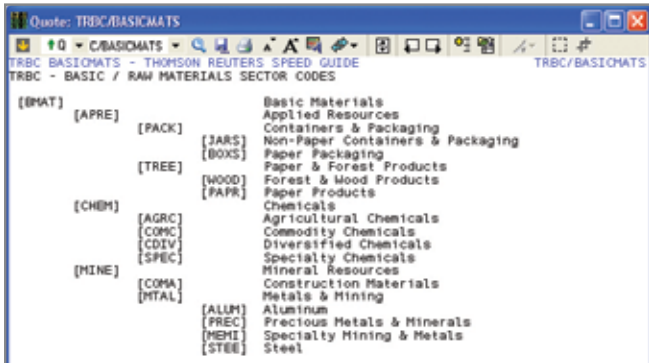 Quote: TRBC/BASICMATS
Q C/BASICMATS
TRBC BASICMATS - THOMSON REUTERS SPEED GUIDE TRBC/BASICMATS
TRBC - BASIC / RAW MATERIALS SECTOR CODES
[BMAT] Basic Materials
[APRE] Applied Resources
[PACK] Containers & Packaging
[JARS] Non-Paper Containers & Packaging
[BOXS] Paper Packaging
[TREE] Paper & Forest Products
[WOOD] Forest & Wood Products
[PAPR] Paper Products
[CHEM] Chemicals
[AGRC] Agricultural Chemicals
[COMC] Commodity Chemicals
[CDIV] Diversified Chemicals
[SPEC] Specialty Chemicals
[MINE] Mineral Resources
[COMA] Construction Materials
[MTAL] Metals & Mining
[ALUM] Aluminum
[PREC] Precious Metals & Minerals
[MEMI] Specialty Mining & Metals
[STEE] Steel